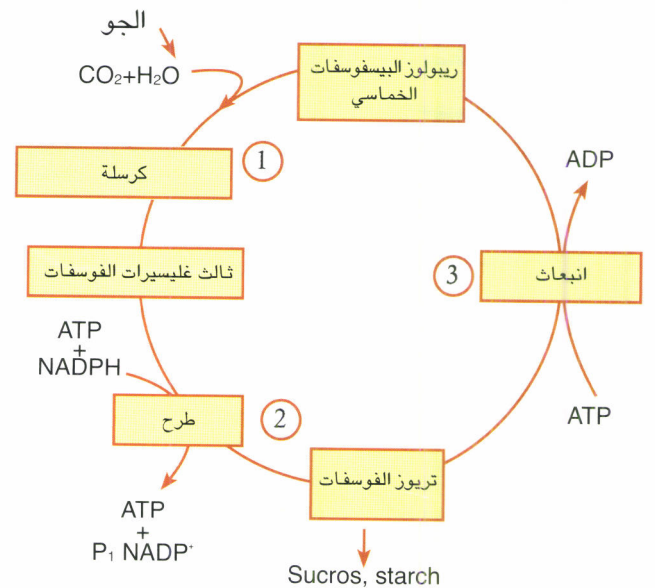 الجو
CO₂+H₂O
ريبولوز البيسفوسفات
الخماسي
1
كرسلة
ثالث غليسيرات الفوسفات
ATP
+
NADPH
2
طرح
ATP
+
P₁ NADP⁺
تريوز الفوسفات
Sucros, starch
3
انبعاث
ADP
ATP